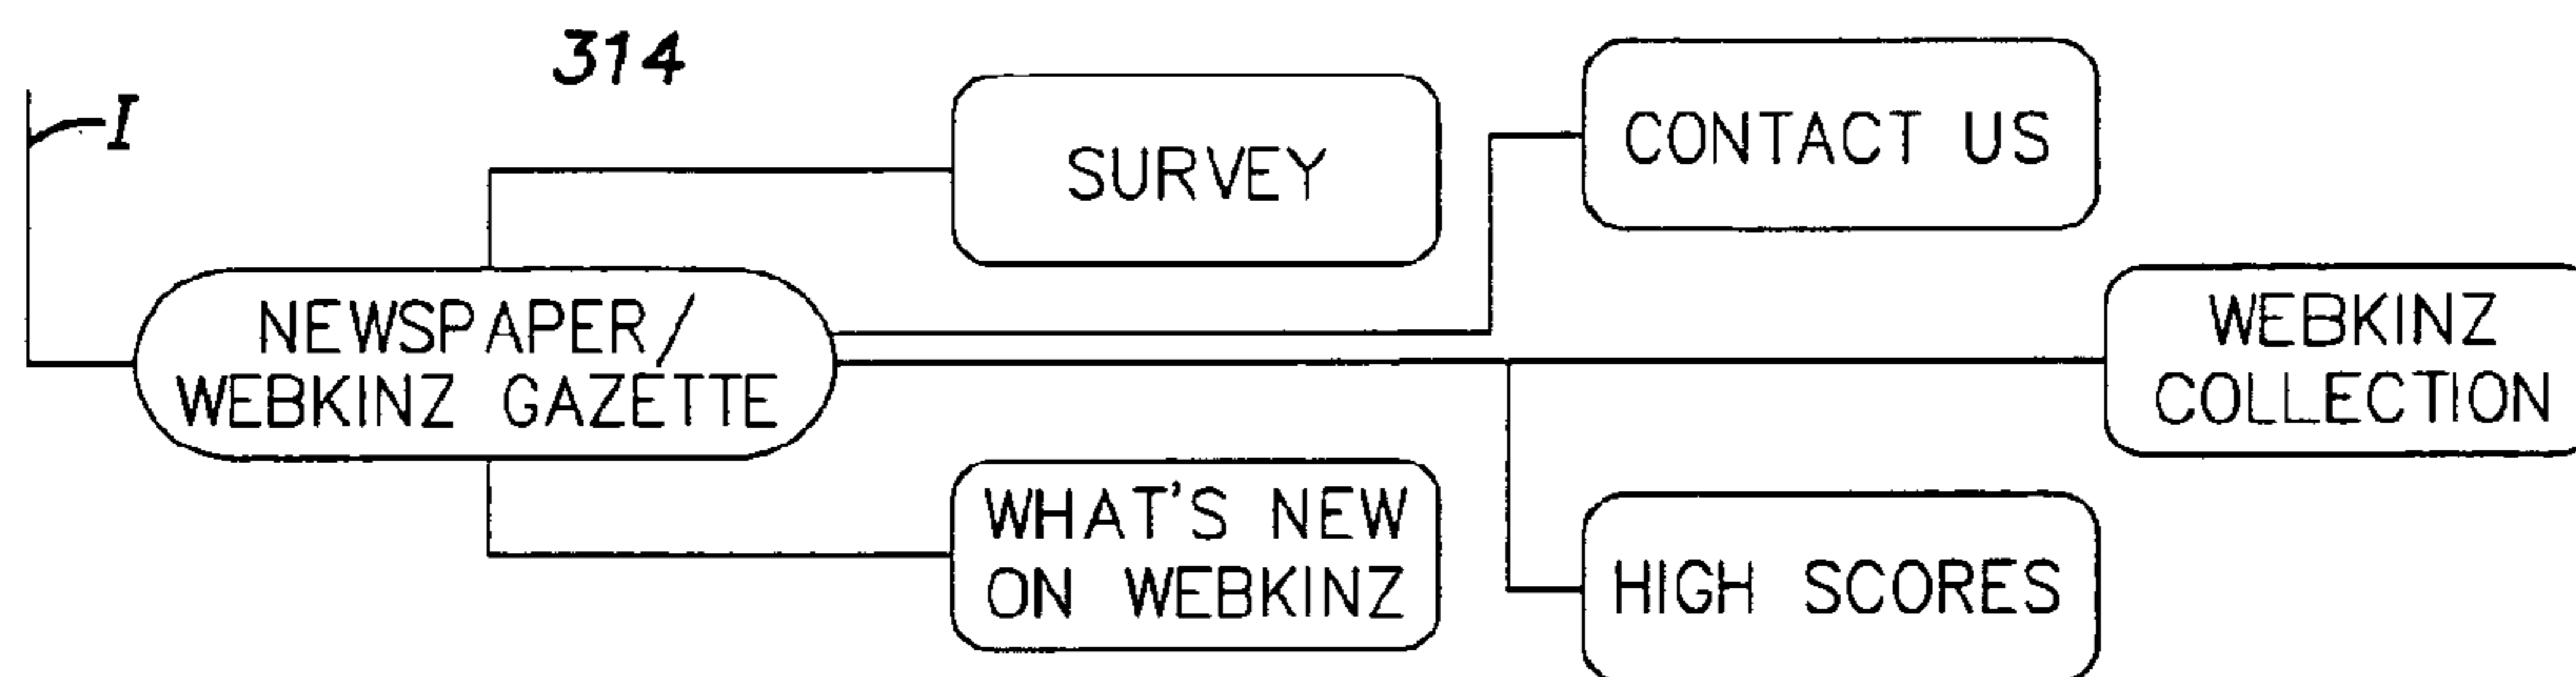 314
I
SURVEY
CONTACT US
NEWSPAPER/
WEBKINZ GAZETTE
WEBKINZ
COLLECTION
WHAT'S NEW
ON WEBKINZ
HIGH SCORES